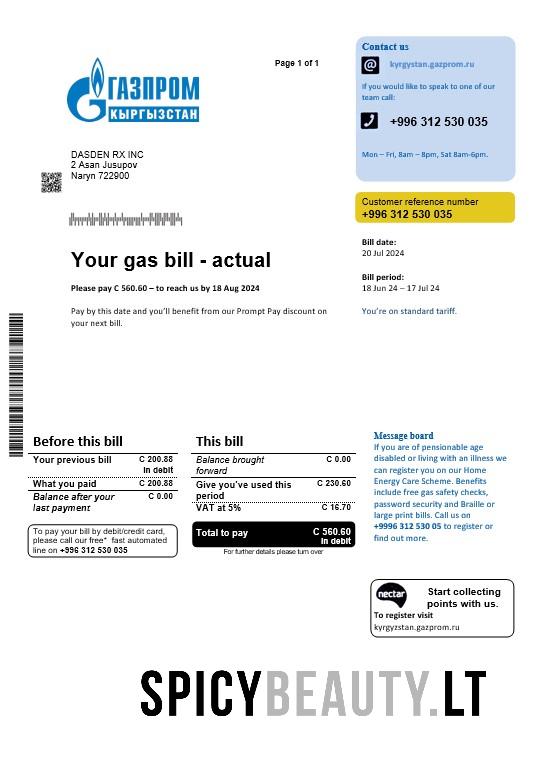 Page 1 of 1
ГАЗПРОМ
КЫРГЫЗСТАН
DASDEN RX INC
2 Asan Jusupov
Naryn 722900
Contact us
@ kyrgystan.gazprom.ru
If you would like to speak to one of our
team call:
+996 312 530 035
Mon – Fri, 8am – 8pm, Sat 8am-6pm.
Customer reference number
+996 312 530 035
Your gas bill - actual
Please pay C 560.60 – to reach us by 18 Aug 2024
Pay by this date and you'll benefit from our Prompt Pay discount on
your next bill.
Bill date:
20 Jul 2024
Bill period:
18 Jun 24 – 17 Jul 24
You're on standard tariff.
Before this bill
Your previous bill C 200.88
In debit
What you paid C 200.88
Balance after your C 0.00
last payment
To pay your bill by debit/credit card,
please call our free* fast automated
line on +996 312 530 035
This bill
Balance brought C 0.00
forward
Give you've used this C 230.60
period
VAT at 5% C 16.70
Total to pay C 560.60
In debit
For further details please turn over
Message board
If you are of pensionable age
disabled or living with an illness we
can register you on our Home
Energy Care Scheme. Benefits
include free gas safety checks,
password security and Braille or
large print bills. Call us on
+9996 312 530 05 to register or
find out more.
nectar
Start collecting
points with us.
To register visit
kyrgyzstan.gazprom.ru
SPICYBEAUTY.LT